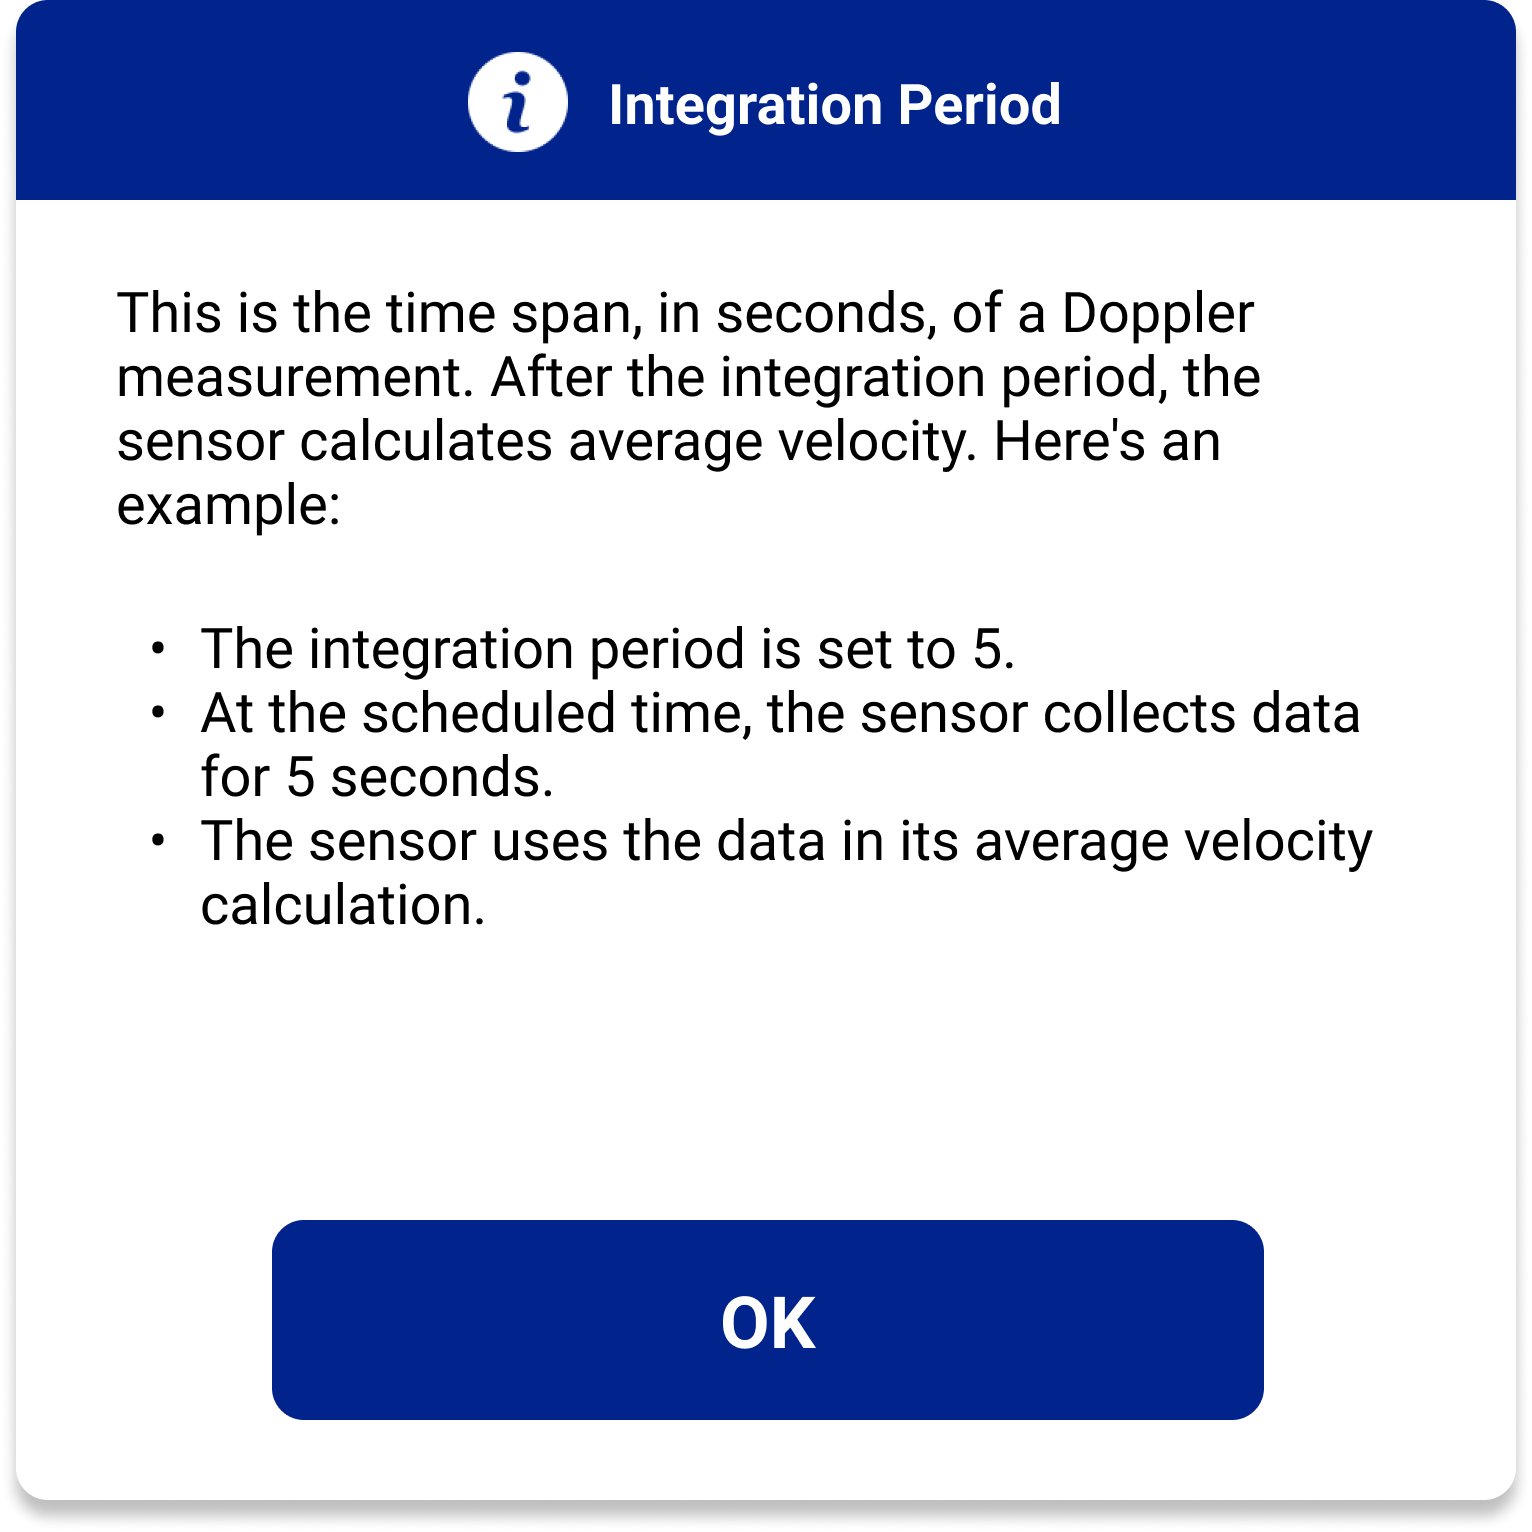 i Integration Period
This is the time span, in seconds, of a Doppler
measurement. After the integration period, the
sensor calculates average velocity. Here's an
example:
• The integration period is set to 5.
• At the scheduled time, the sensor collects data
for 5 seconds.
• The sensor uses the data in its average velocity
calculation.
OK